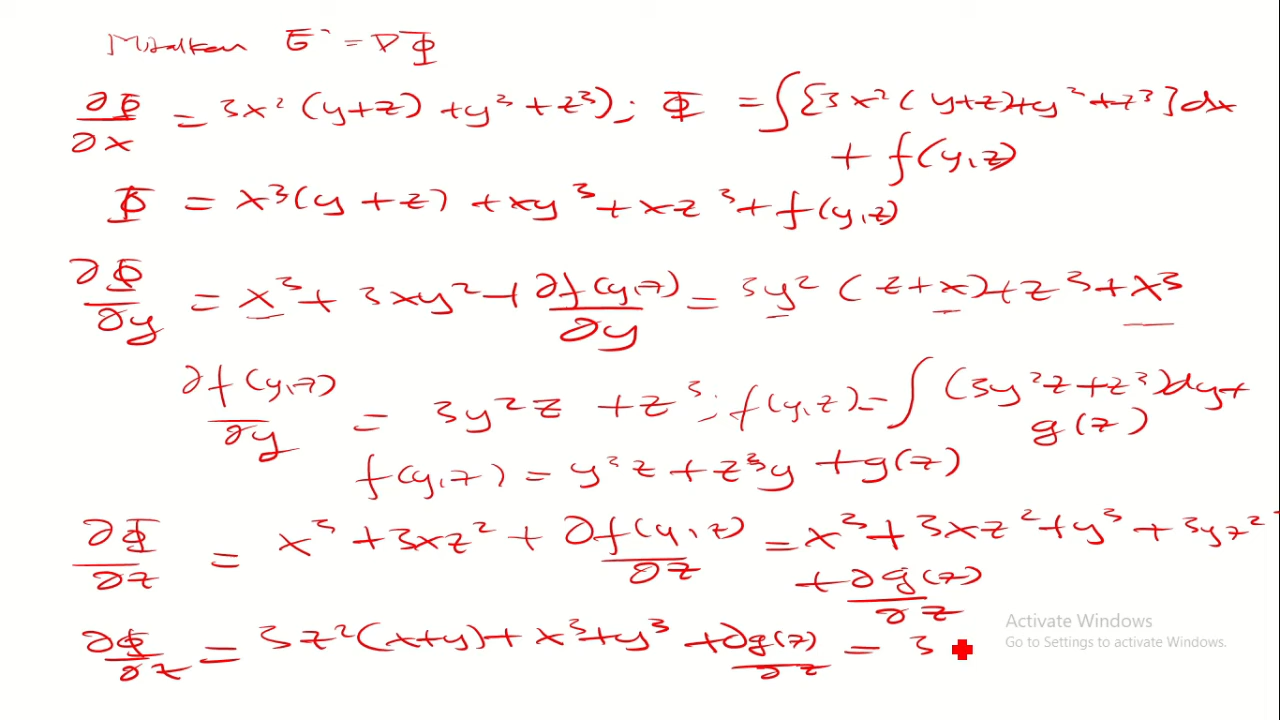 Misalkan E = ∇Φ
∂Φ/∂x = 3x²(y+z) + y³ + z³) ; Φ = ∫{3x²(y+z)+y³+z³}dx
+ f(y,z)
Φ = x³(y+z) + xy³ + xz³ + f(y,z)
∂Φ/∂y = x³ + 3xy² + ∂f(y,z)/∂y = 3y²(z+x)+z³+x³
∂f(y,z)/∂y = 3y²z + z³ ; f(y,z) = ∫(3y²z+z³)dy+
g(z)
f(y,z) = y³z + z³y + g(z)
∂Φ/∂z = x³ + 3xz² + ∂f(y,z)/∂z = x³ + 3xz² + y³ + 3yz²
+ ∂g(z)/∂z
∂Φ/∂z = 3z²(x+y) + x³ + y³ + ∂g(z)/∂z = 3
Activate Windows
Go to Settings to activate Windows.